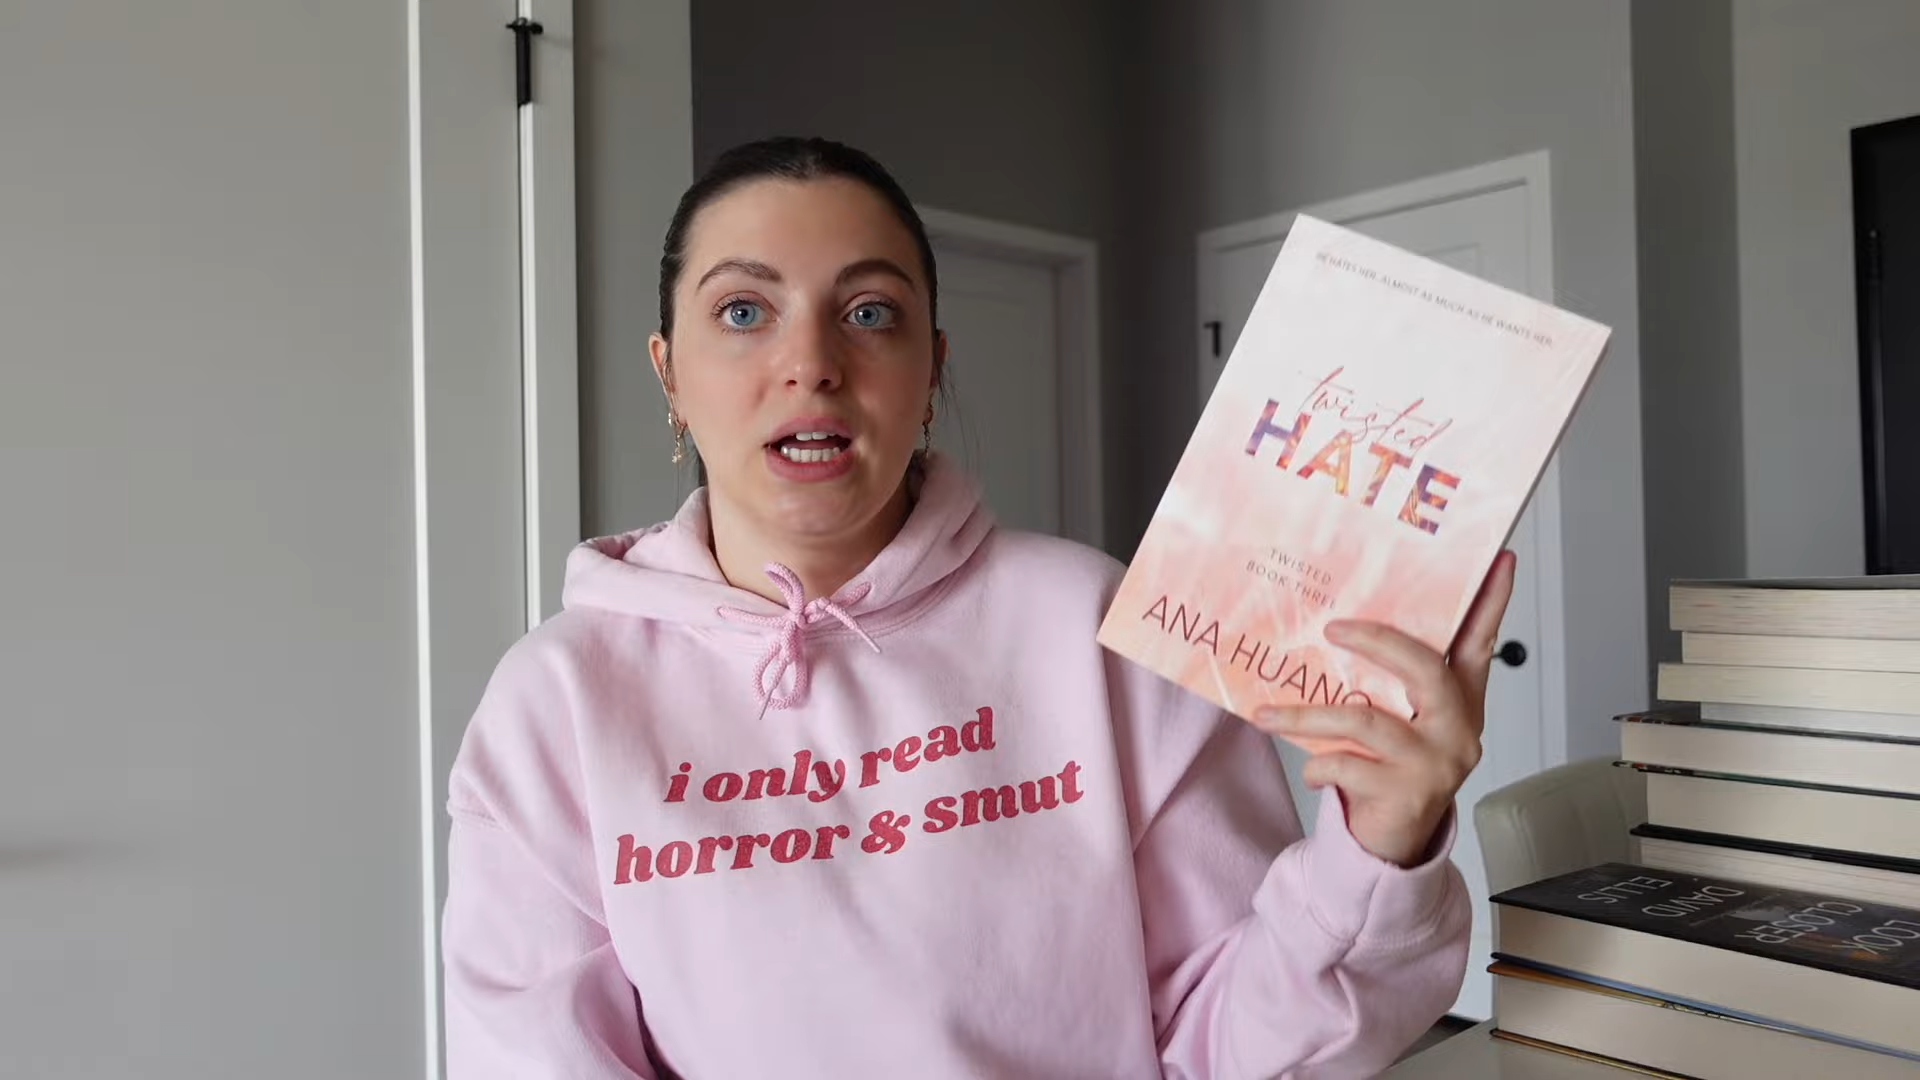 HE HATES HER. ALMOST AS MUCH AS HE WANTS HER.
twisted
HATE
TWISTED
BOOK THREE
ANA HUANG
i only read
horror & smut
DAVID
ELLIS
LOOK
CLOSER